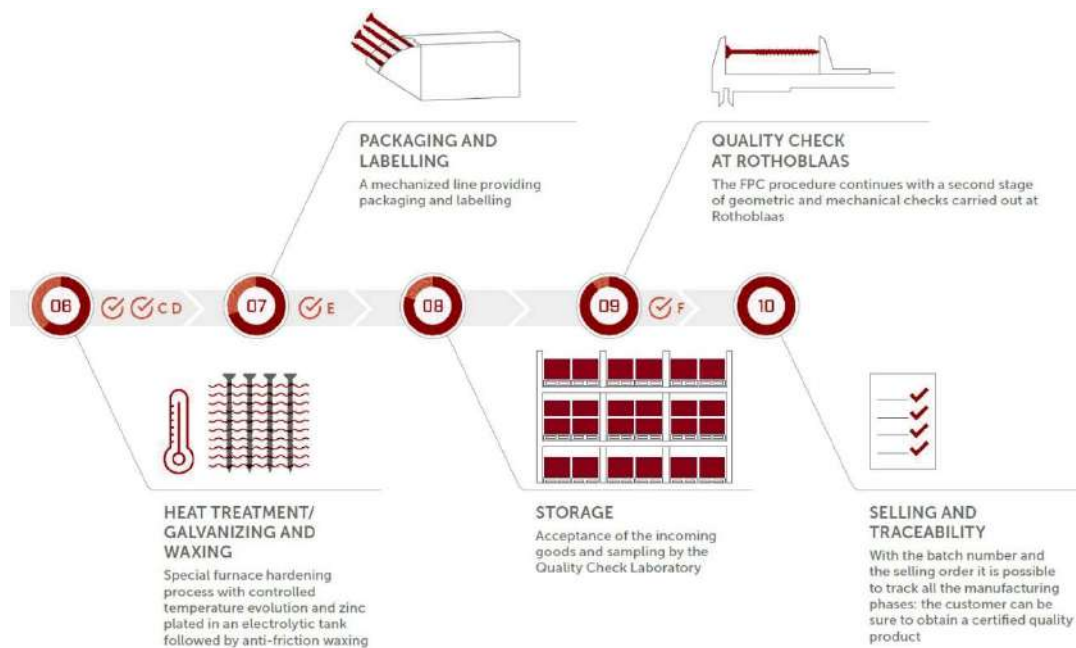 PACKAGING AND
LABELLING
A mechanized line providing
packaging and labelling
QUALITY CHECK
AT ROTHOBLAAS
The FPC procedure continues with a second stage
of geometric and mechanical checks carried out at
Rothoblaas
06
C D
07
E
08
09
F
10
HEAT TREATMENT/
GALVANIZING AND
WAXING
Special furnace hardening
process with controlled
temperature evolution and zinc
plated in an electrolytic tank
followed by anti-friction waxing
STORAGE
Acceptance of the incoming
goods and sampling by the
Quality Check Laboratory
SELLING AND
TRACEABILITY
With the batch number and
the selling order it is possible
to track all the manufacturing
phases: the customer can be
sure to obtain a certified quality
product